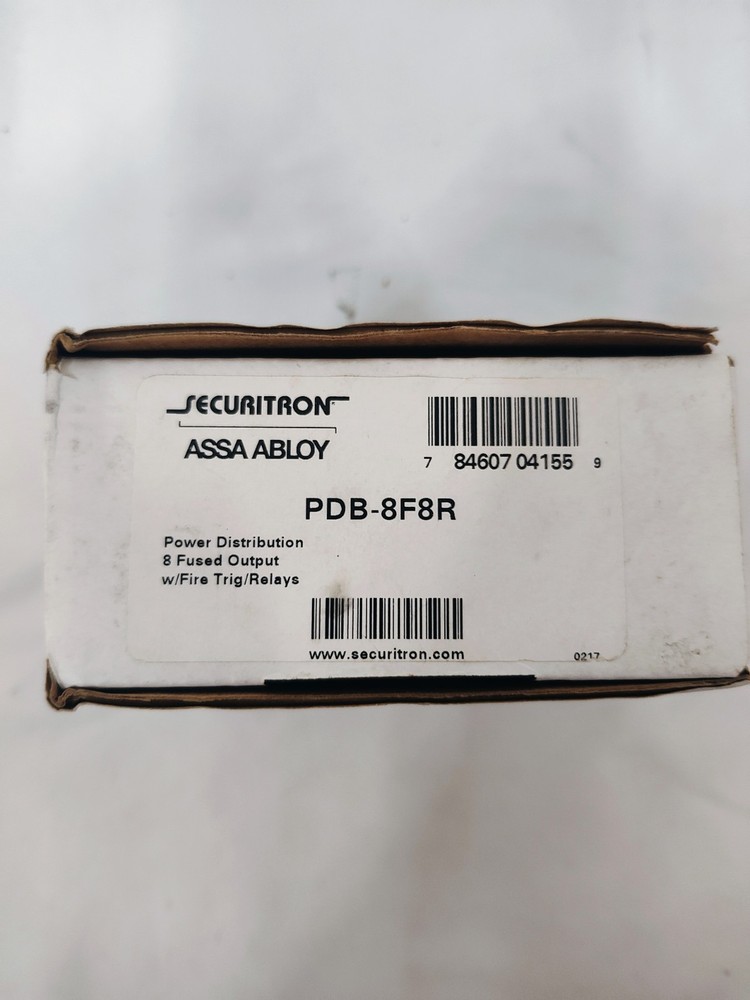 SECURITRON
ASSA ABLOY
7 84607 04155 9
PDB-8F8R
Power Distribution
8 Fused Output
w/Fire Trig/Relays
www.securitron.com
0217